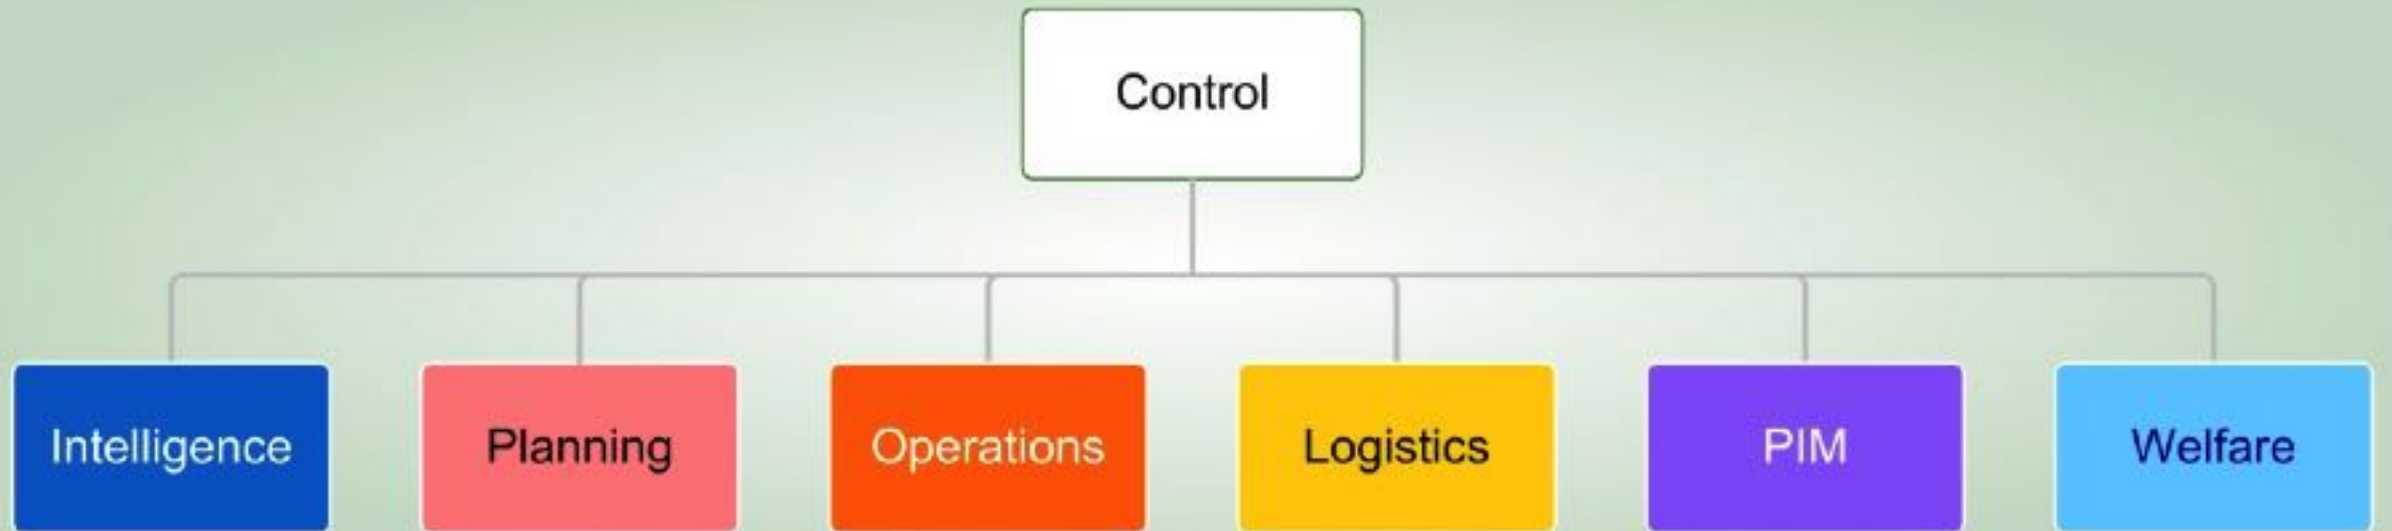 Control
Intelligence
Planning
Operations
Logistics
PIM
Welfare